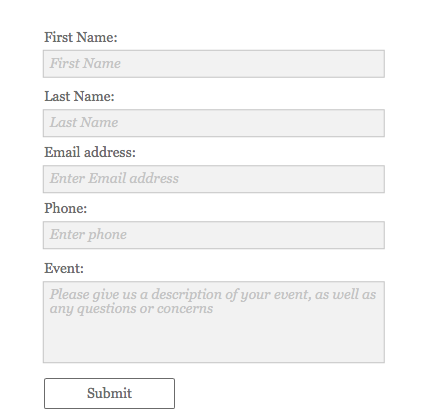 First Name:
First Name
Last Name:
Last Name
Email address:
Enter Email address
Phone:
Enter phone
Event:
Please give us a description of your event, as well as
any questions or concerns
Submit